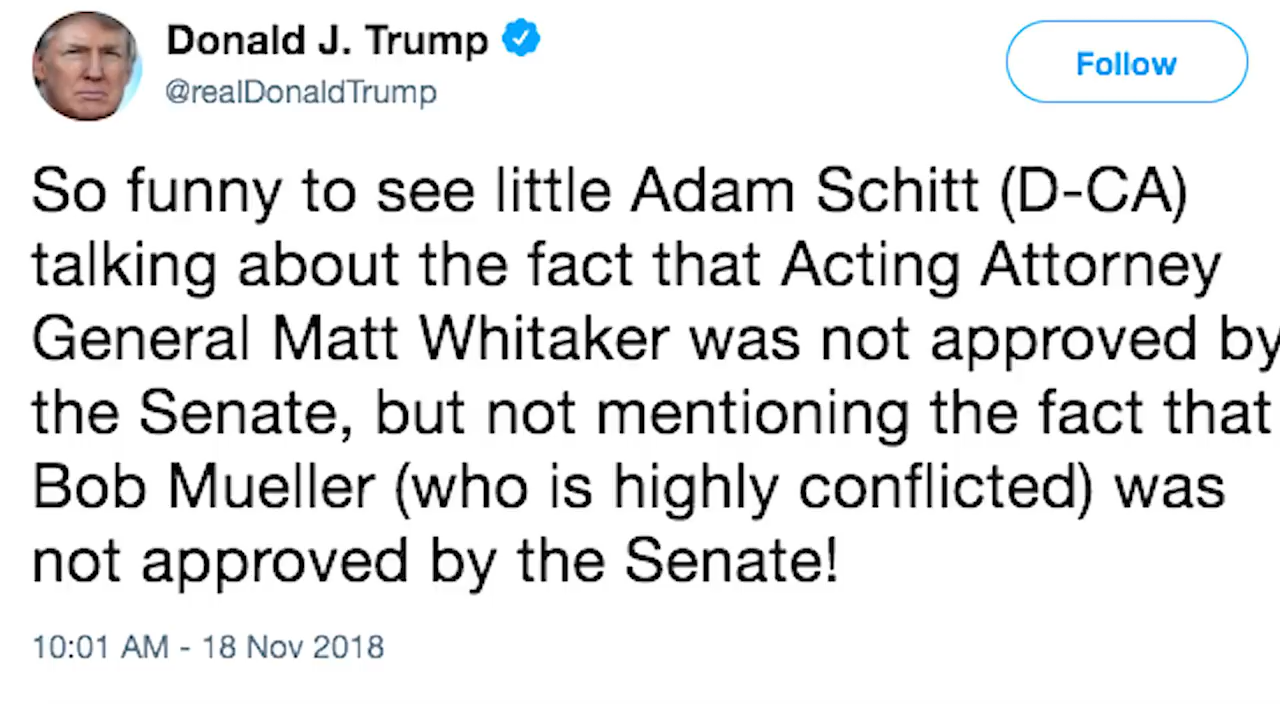 Donald J. Trump
@realDonaldTrump
Follow
So funny to see little Adam Schitt (D-CA)
talking about the fact that Acting Attorney
General Matt Whitaker was not approved by
the Senate, but not mentioning the fact that
Bob Mueller (who is highly conflicted) was
not approved by the Senate!
10:01 AM - 18 Nov 2018